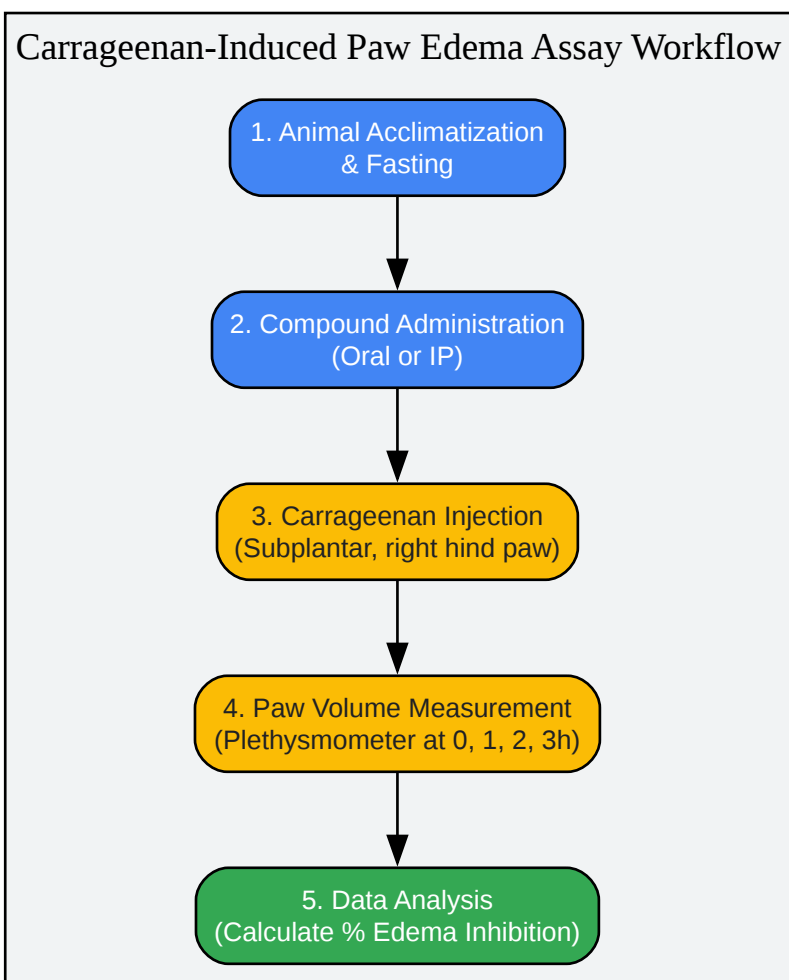 Carrageenan-Induced Paw Edema Assay Workflow
1. Animal Acclimatization
& Fasting
2. Compound Administration
(Oral or IP)
3. Carrageenan Injection
(Subplantar, right hind paw)
4. Paw Volume Measurement
(Plethysmometer at 0, 1, 2, 3h)
5. Data Analysis
(Calculate % Edema Inhibition)